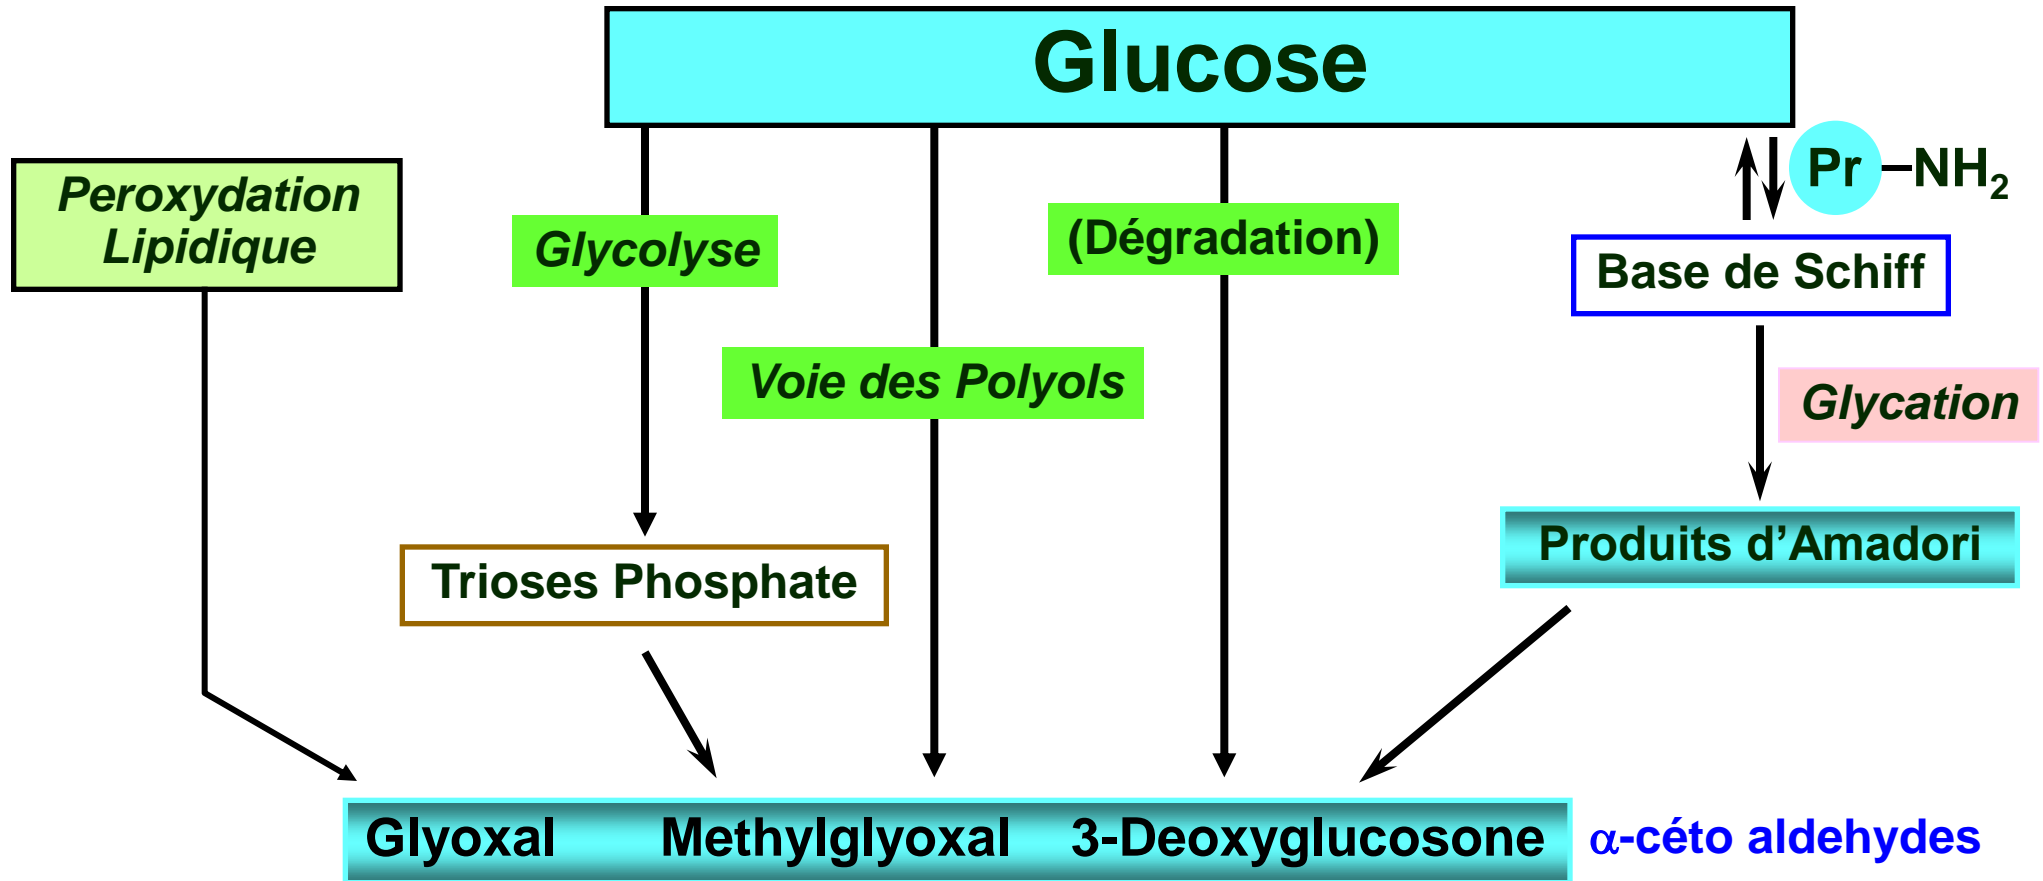 Glucose
Pr–NH₂
Peroxydation
Lipidique
Glycolyse
(Dégradation)
Base de Schiff
Voie des Polyols
Glycation
Produits d’Amadori
Trioses Phosphate
Glyoxal Methylglyoxal 3-Deoxyglucosone α-céto aldehydes